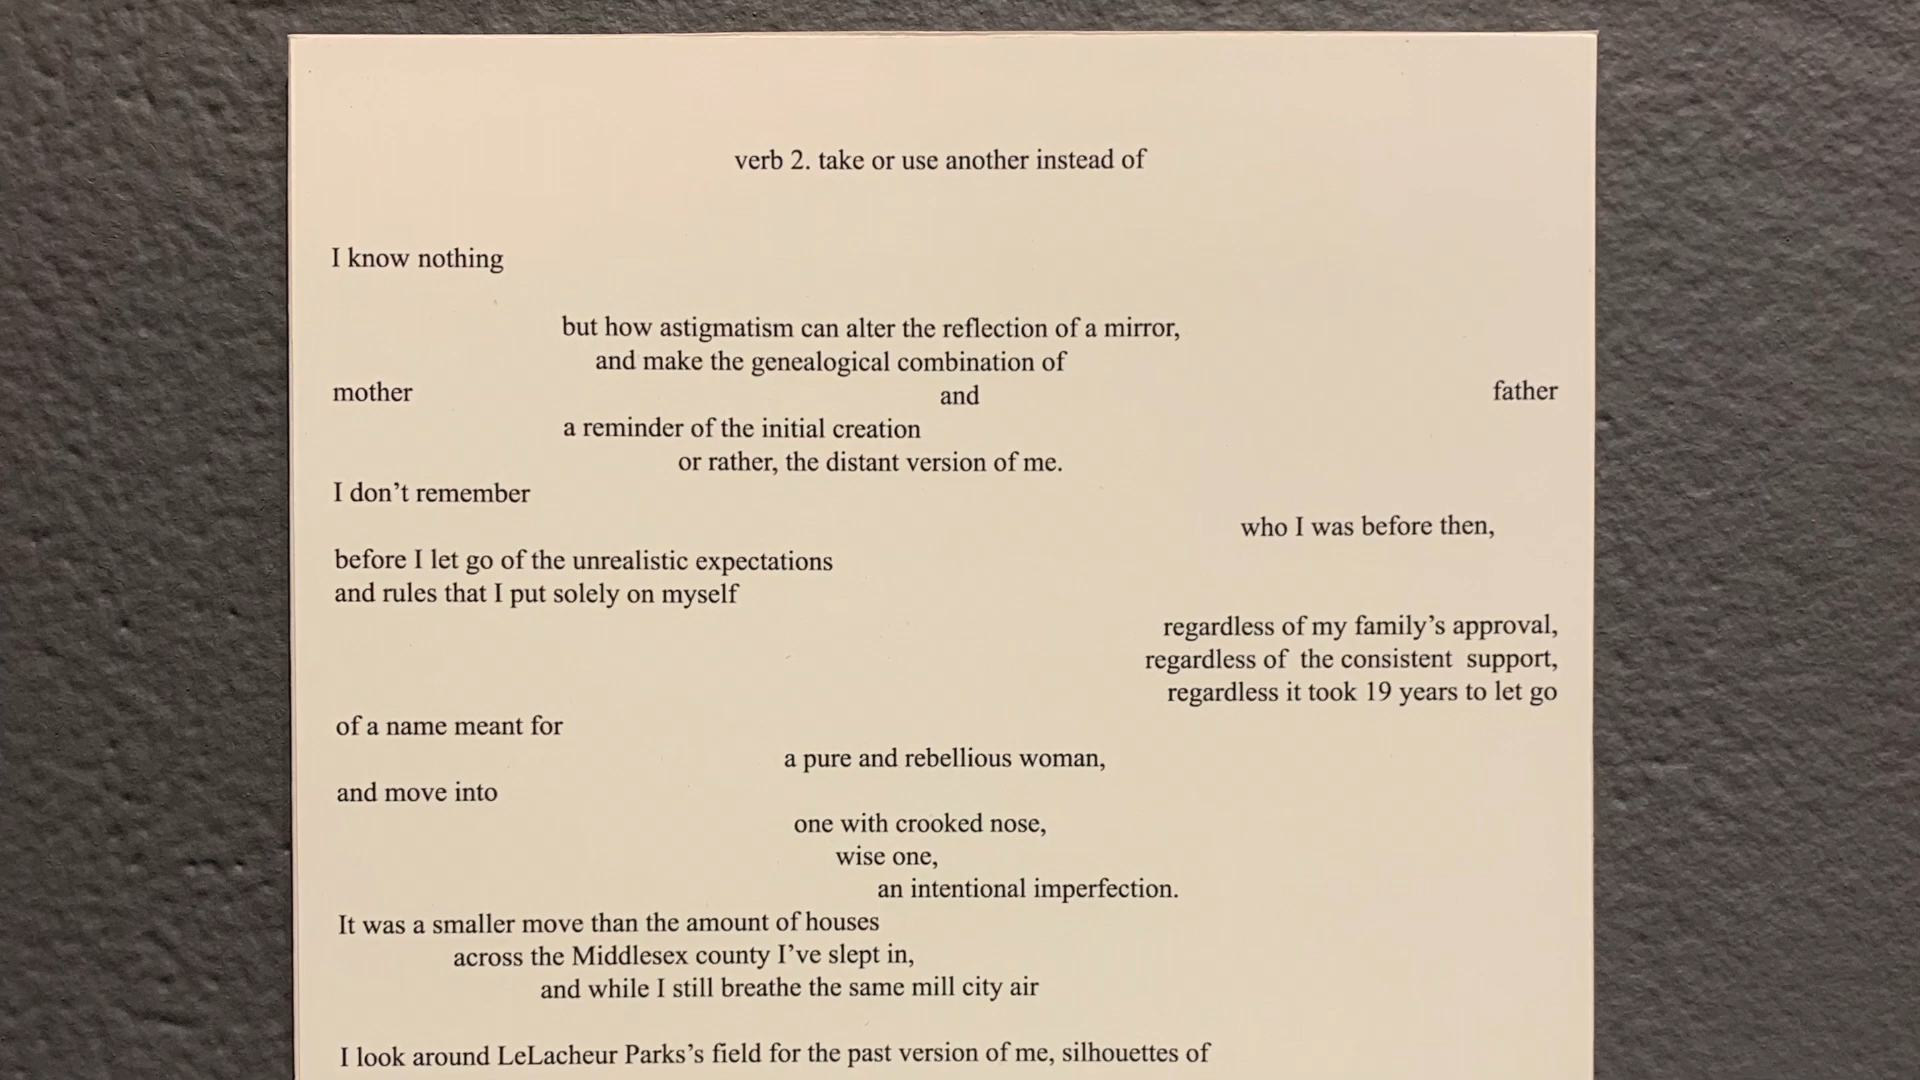 verb 2. take or use another instead of
I know nothing
but how astigmatism can alter the reflection of a mirror,
and make the genealogical combination of
mother and father
a reminder of the initial creation
or rather, the distant version of me.
I don’t remember
who I was before then,
before I let go of the unrealistic expectations
and rules that I put solely on myself
regardless of my family’s approval,
regardless of the consistent support,
regardless it took 19 years to let go
of a name meant for
a pure and rebellious woman,
and move into
one with crooked nose,
wise one,
an intentional imperfection.
It was a smaller move than the amount of houses
across the Middlesex county I’ve slept in,
and while I still breathe the same mill city air
I look around LeLacheur Parks’s field for the past version of me, silhouettes of